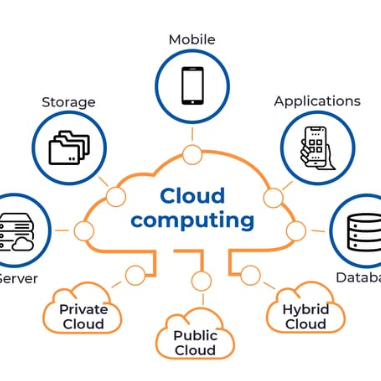 Mobile
Storage
Applications
Cloud
computing
Server
Databa
Private
Cloud
Hybrid
Cloud
Public
Cloud